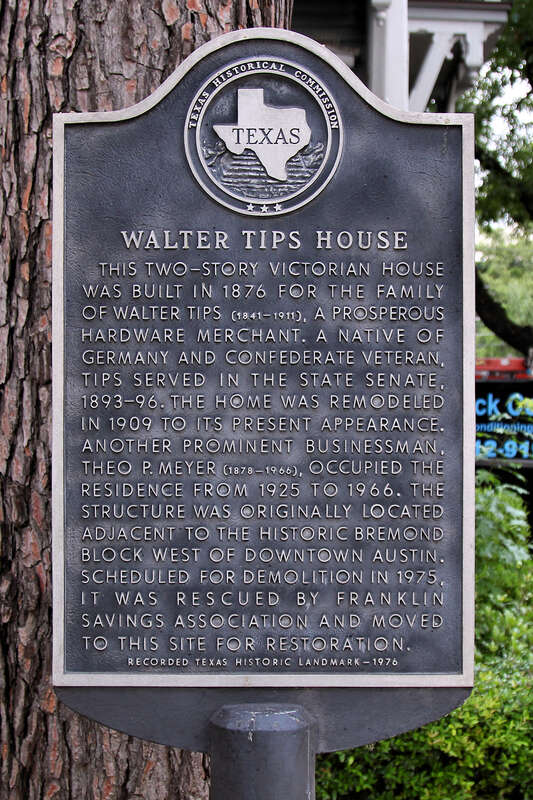 TEXAS HISTORICAL COMMISSION
TEXAS
WALTER TIPS HOUSE
THIS TWO-STORY VICTORIAN HOUSE
WAS BUILT IN 1876 FOR THE FAMILY
OF WALTER TIPS (1841-1911), A PROSPEROUS
HARDWARE MERCHANT. A NATIVE OF
GERMANY AND CONFEDERATE VETERAN,
TIPS SERVED IN THE STATE SENATE,
1893-96. THE HOME WAS REMODELED
IN 1909 TO ITS PRESENT APPEARANCE.
ANOTHER PROMINENT BUSINESSMAN,
THEO P. MEYER (1878-1966), OCCUPIED THE
RESIDENCE FROM 1925 TO 1966. THE
STRUCTURE WAS ORIGINALLY LOCATED
ADJACENT TO THE HISTORIC BREMOND
BLOCK WEST OF DOWNTOWN AUSTIN.
SCHEDULED FOR DEMOLITION IN 1975,
IT WAS RESCUED BY FRANKLIN
SAVINGS ASSOCIATION AND MOVED
TO THIS SITE FOR RESTORATION.
RECORDED TEXAS HISTORIC LANDMARK-1976